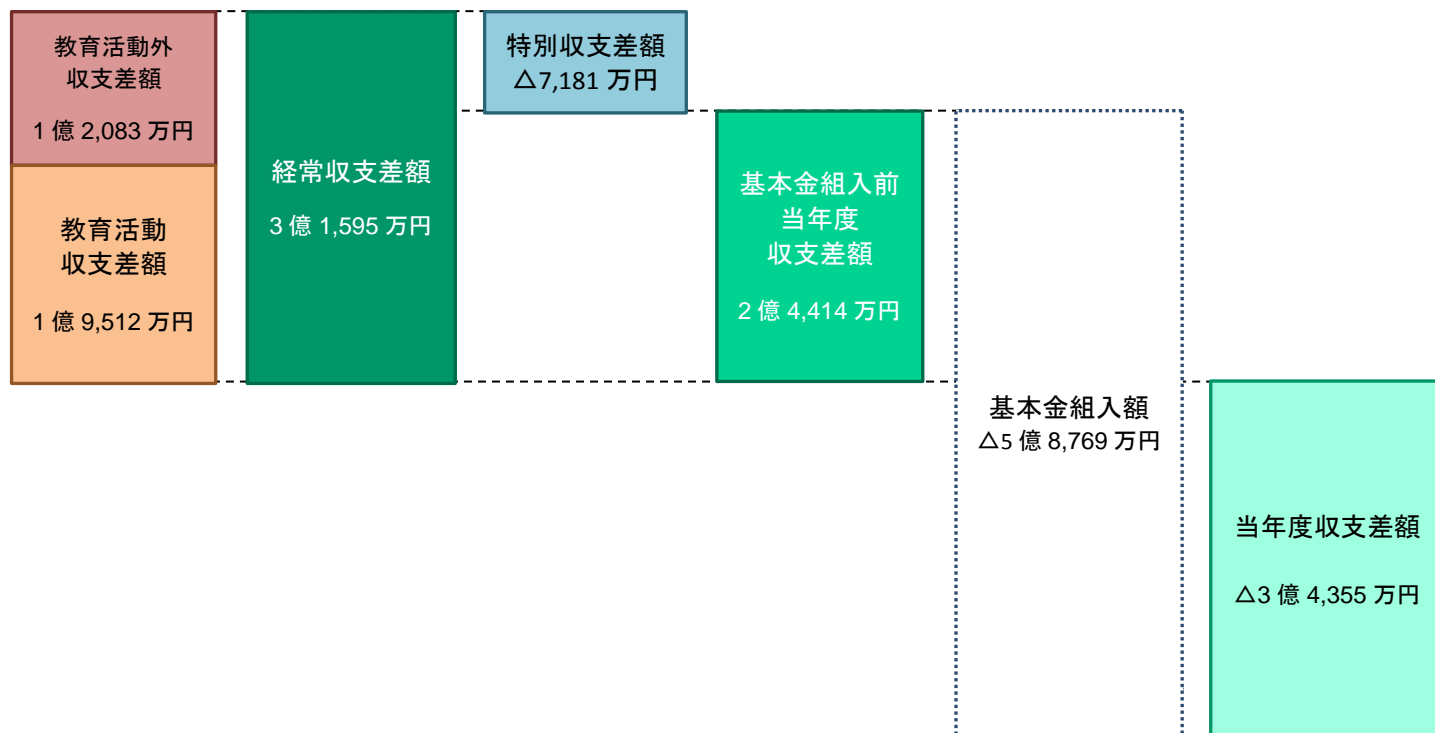 教育活動外
収支差額
1 億 2,083 万円
教育活動
収支差額
1 億 9,512 万円
経常収支差額
3 億 1,595 万円
特別収支差額
△7,181 万円
基本金組入前
当年度
収支差額
2 億 4,414 万円
基本金組入額
△5 億 8,769 万円
当年度収支差額
△3 億 4,355 万円